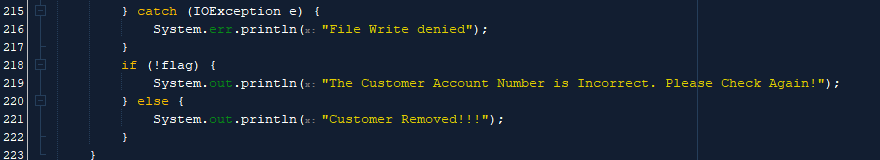 215 } catch (IOException e) {
216 System.err.println(x: "File Write denied");
217 }
218 if (!flag) {
219 System.out.println(x: "The Customer Account Number is Incorrect. Please Check Again!");
220 } else {
221 System.out.println(x: "Customer Removed!!!");
222 }
223 }